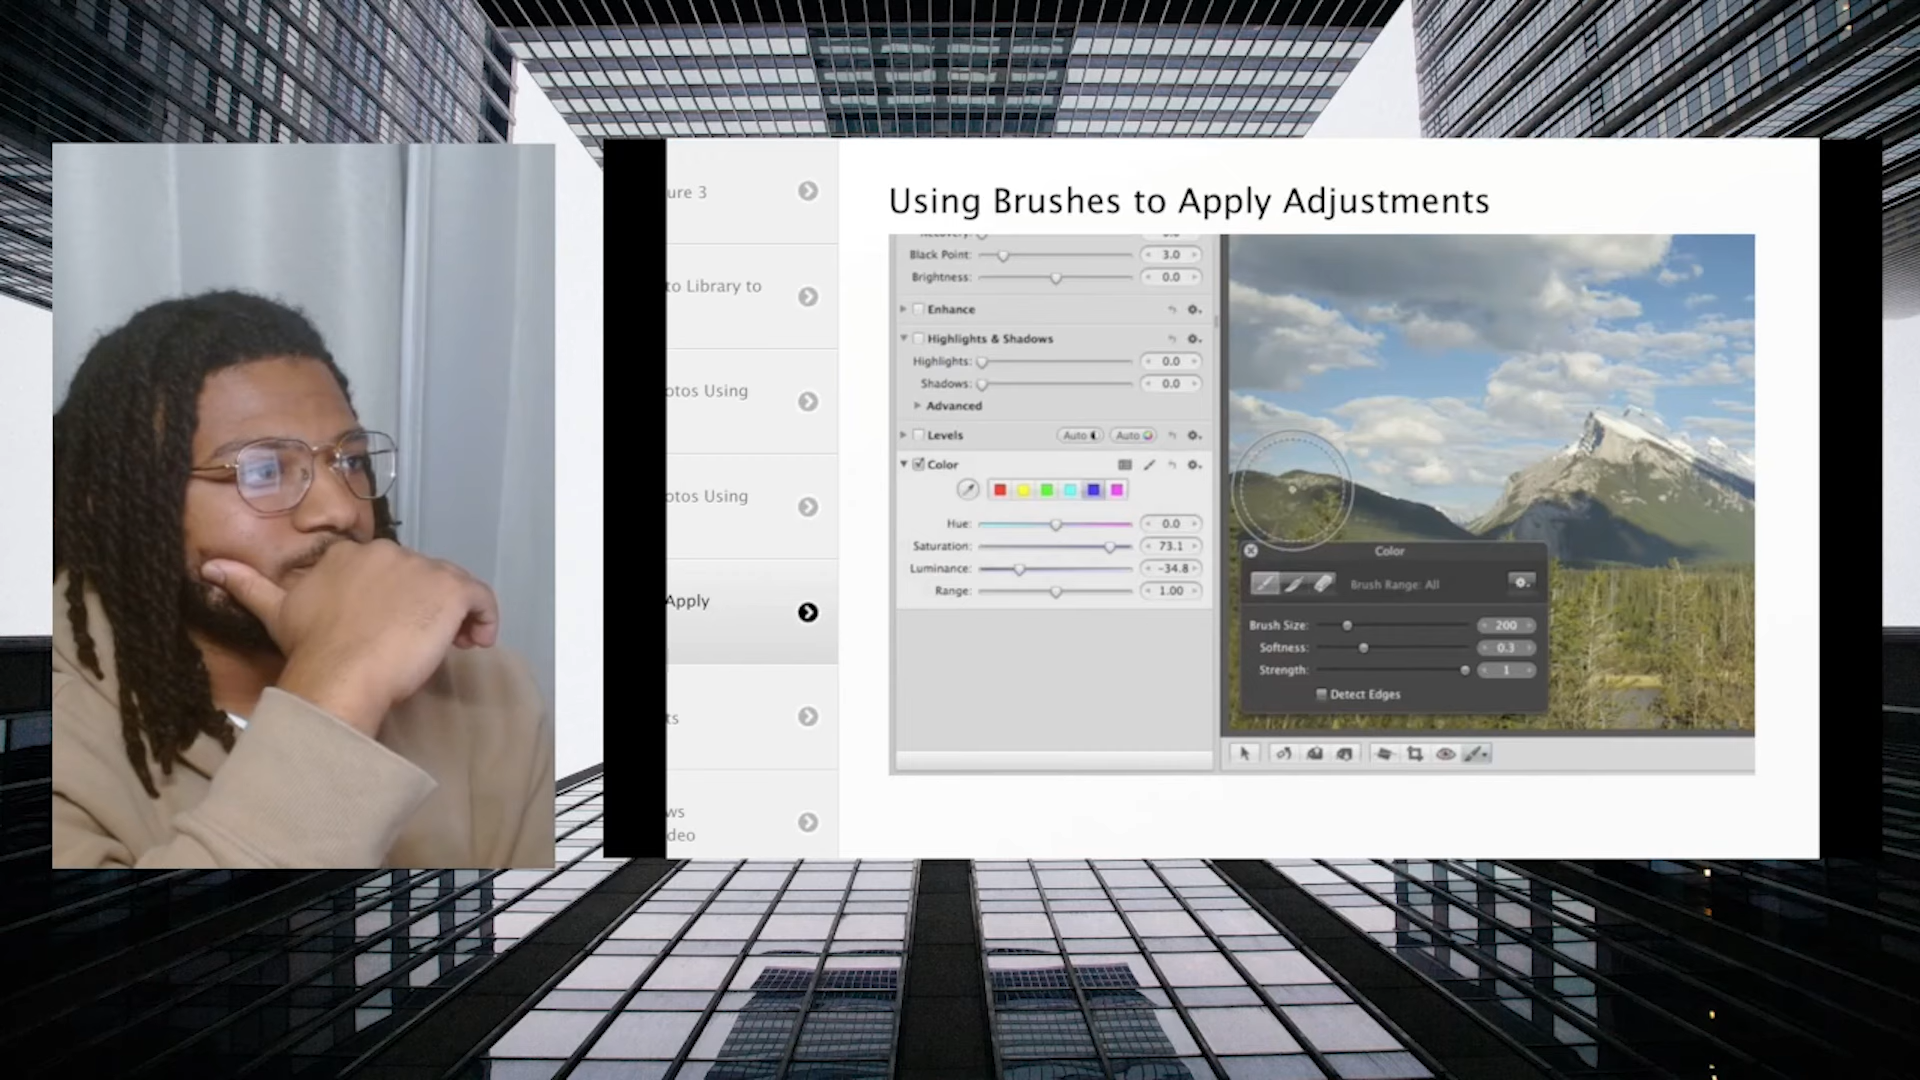 ure 3
to Library to
otos Using
otos Using
Apply
ts
ws
deo
Using Brushes to Apply Adjustments
Black Point: 3.0
Brightness: 0.0
Enhance
Highlights & Shadows
Highlights: 0.0
Shadows: 0.0
Advanced
Levels Auto Auto
Color
Hue: 0.0
Saturation: 73.1
Luminance: -34.8
Range: 1.00
Color
Brush Range: All
Brush Size: 200
Softness: 0.3
Strength: 1
Detect Edges